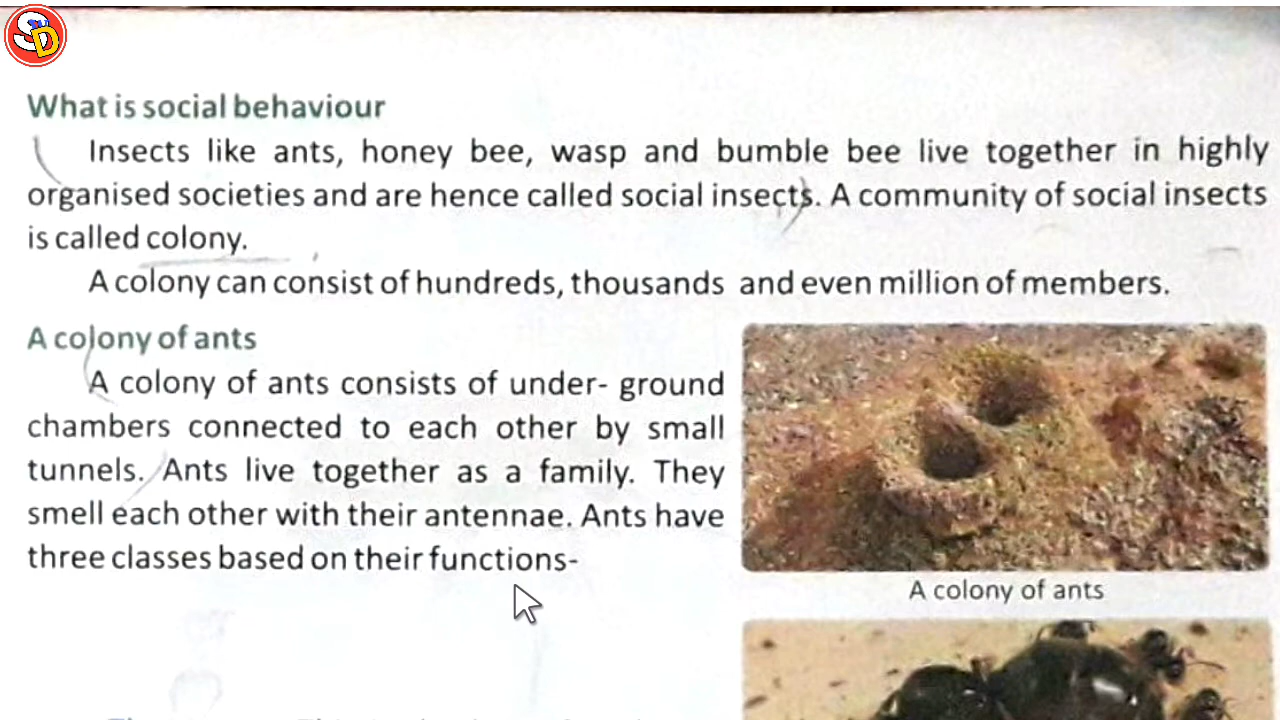 SD
What is social behaviour
Insects like ants, honey bee, wasp and bumble bee live together in highly
organised societies and are hence called social insects. A community of social insects
is called colony.
A colony can consist of hundreds, thousands and even million of members.
A colony of ants
A colony of ants consists of under- ground
chambers connected to each other by small
tunnels. Ants live together as a family. They
smell each other with their antennae. Ants have
three classes based on their functions-
A colony of ants